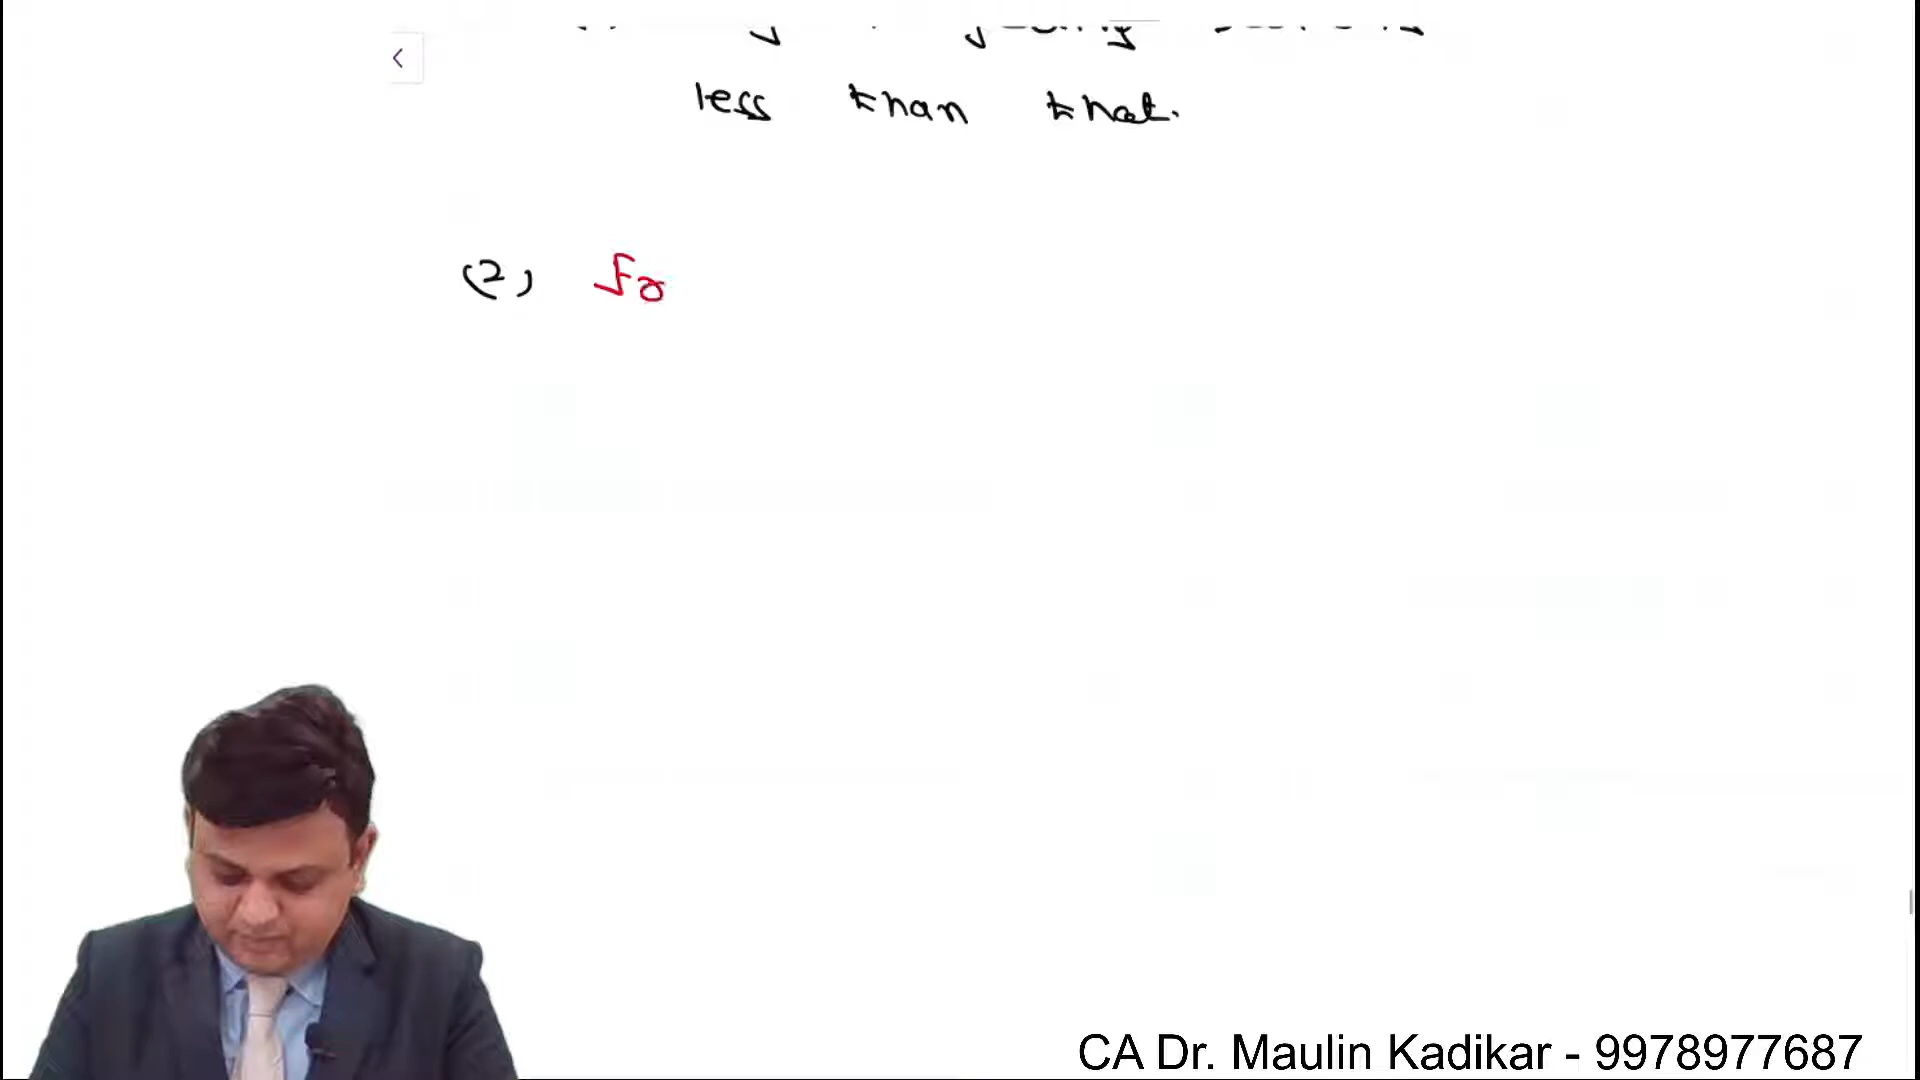 less than that.
(2) Fo
CA Dr. Maulin Kadikar - 9978977687